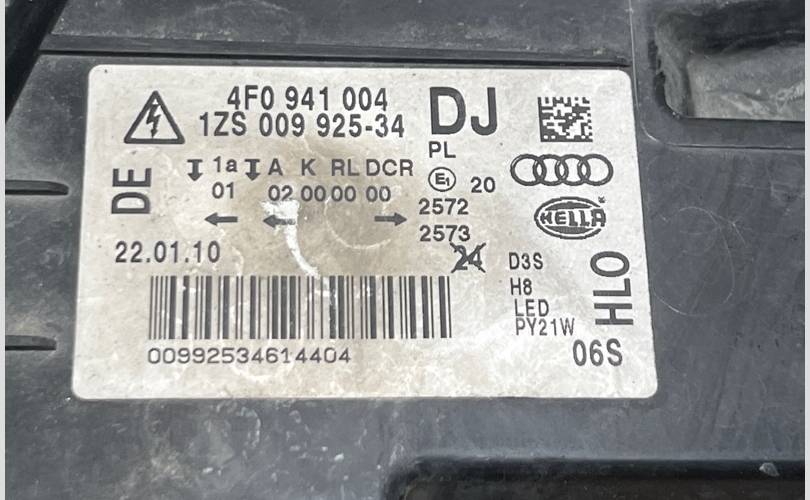 4F0 941 004 DJ
1ZS 009 925-34
PL
1a A K RL DCR
E1 20
01 02 00 00 00
DE
2572
HELLA
2573
22.01.10
24
D3S
H8
LED
PY21W
HLO
00992534614404
06S